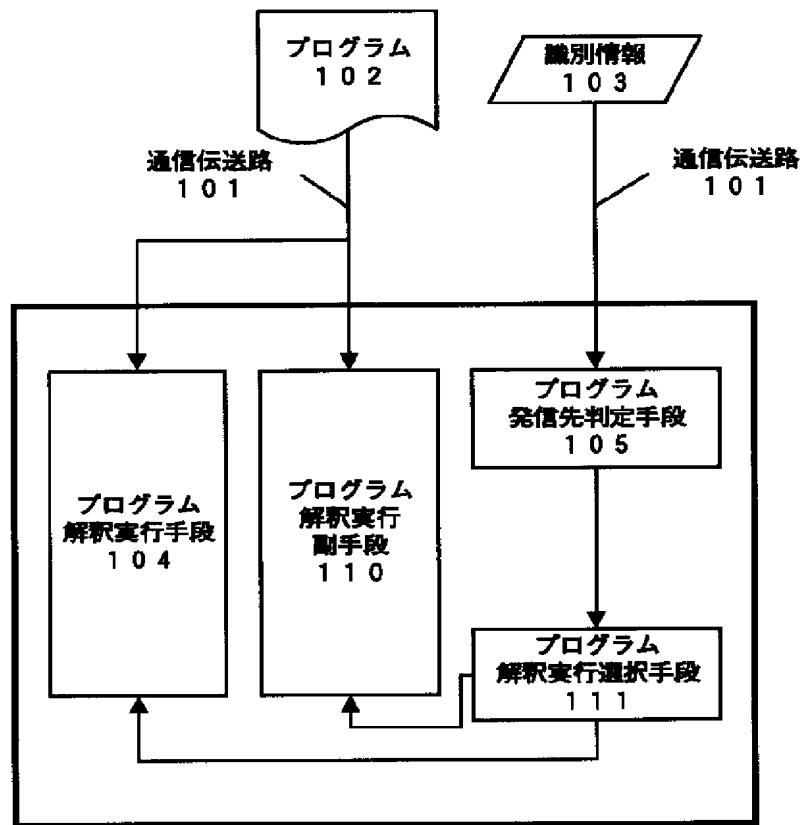 プログラム
１０２
識別情報
１０３
通信伝送路
１０１
通信伝送路
１０１
プログラム
解釈実行手段
１０４
プログラム
解釈実行
副手段
１１０
プログラム
発信先判定手段
１０５
プログラム
解釈実行選択手段
１１１